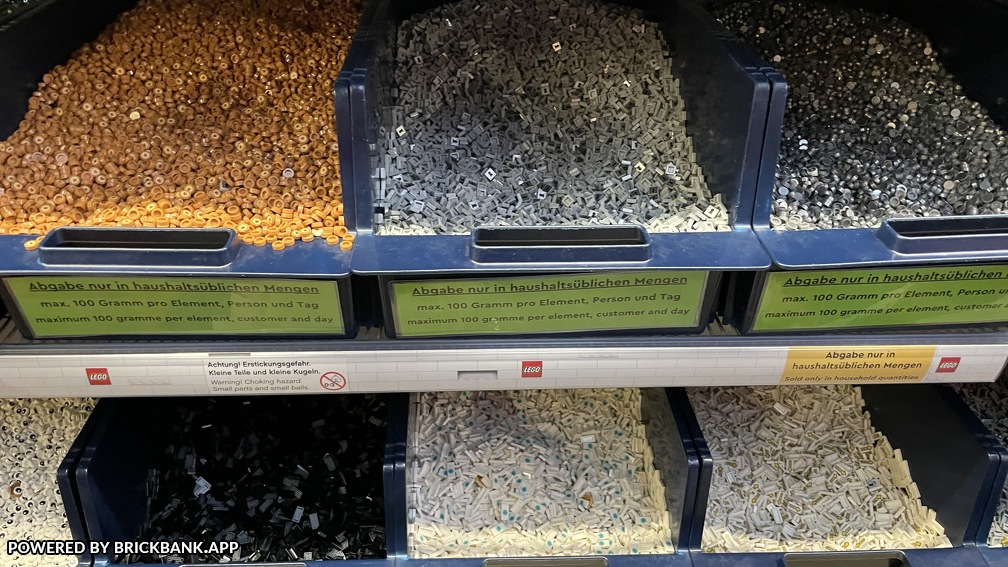 Abgabe nur in haushaltsüblichen Mengen
max. 100 Gramm pro Element, Person und Tag
maximum 100 gramme per element, customer and day
Abgabe nur in haushaltsüblichen Mengen
max. 100 Gramm pro Element, Person und Tag
maximum 100 gramme per element, customer and day
Abgabe nur in haushaltsüblichen
max. 100 Gramm pro Element, Person
maximum 100 gramme per element, customer
LEGO
Achtung! Erstickungsgefahr.
Kleine Teile und kleine Kugeln.
Warning! Choking hazard.
Small parts and small balls.
0-3
LEGO
Abgabe nur in
haushaltsüblichen Mengen
Sold only in household quantities
LEGO
POWERED BY BRICKBANK.APP